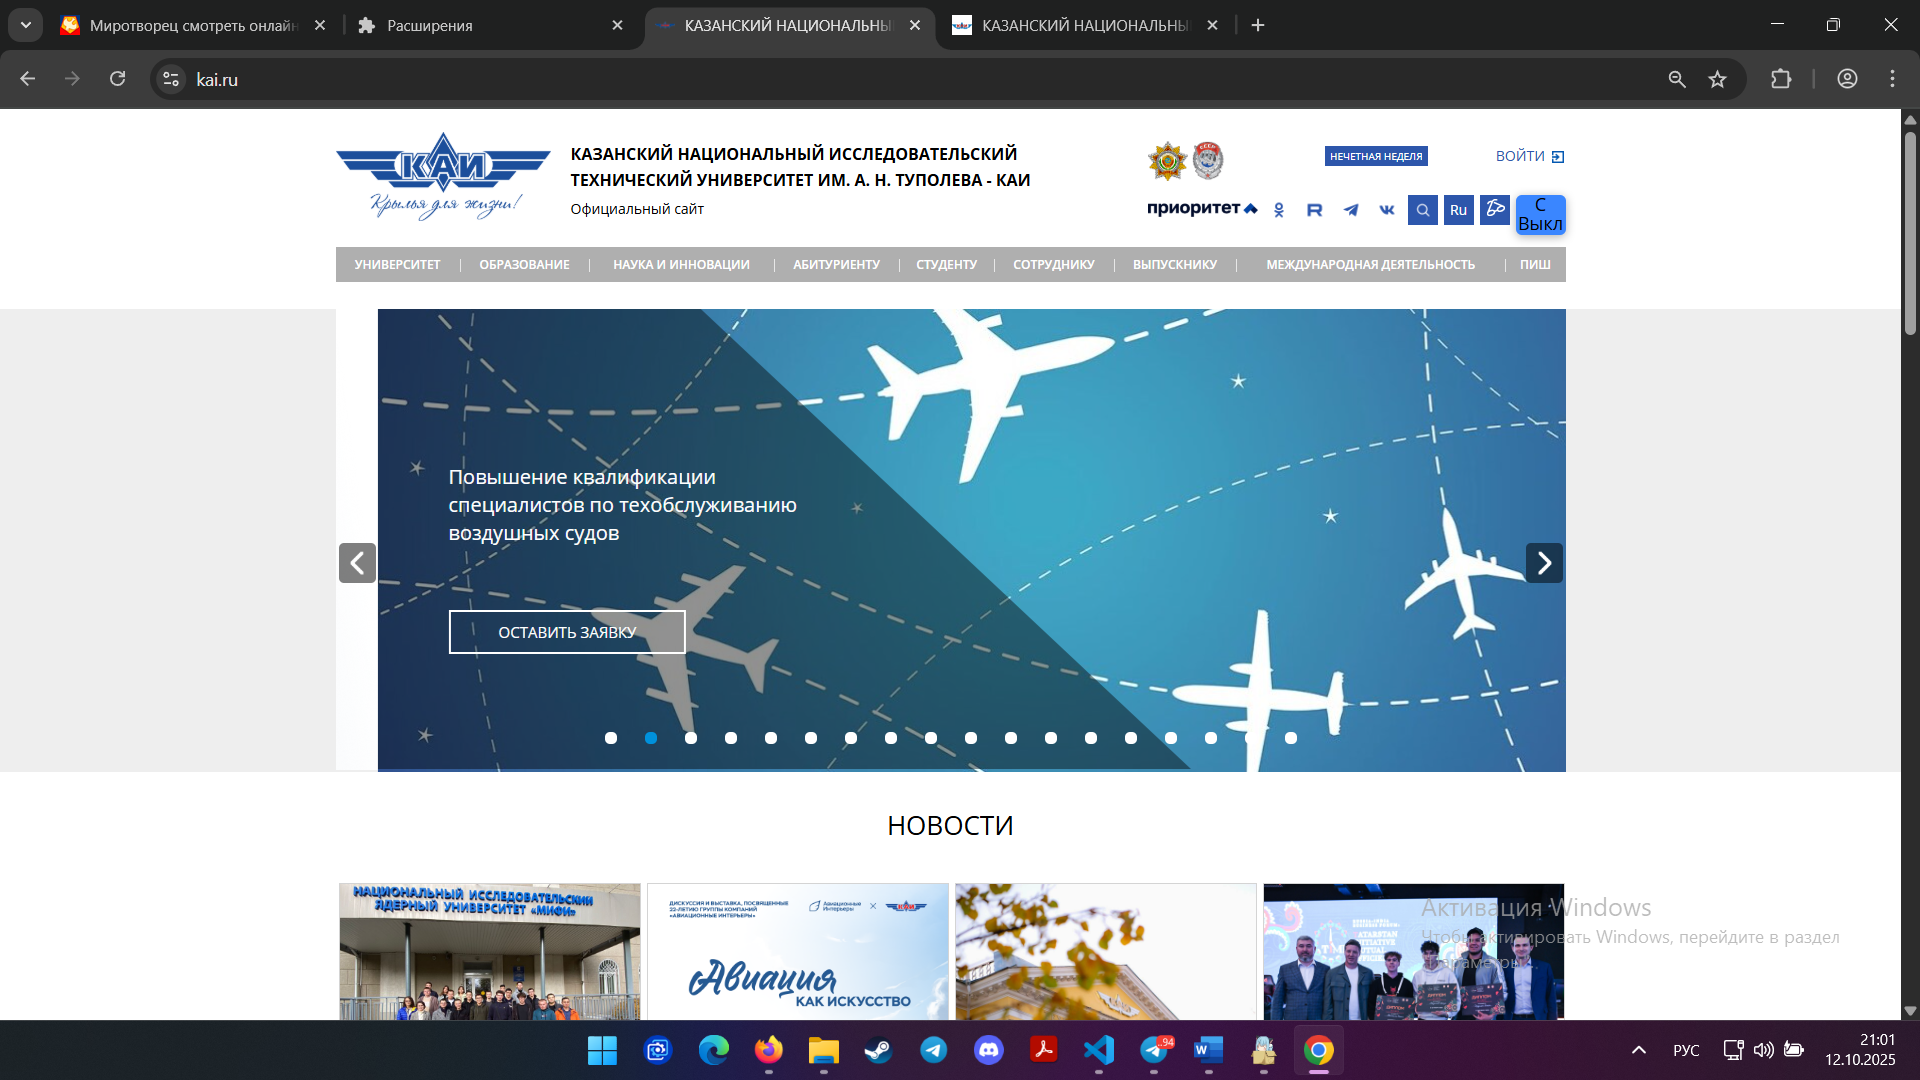 Миротворец смотреть онлайн
Расширения
КАЗАНСКИЙ НАЦИОНАЛЬНЫ
КАЗАНСКИЙ НАЦИОНАЛЬНЫ
kai.ru
КАИ
Крылья для жизни!
КАЗАНСКИЙ НАЦИОНАЛЬНЫЙ ИССЛЕДОВАТЕЛЬСКИЙ
ТЕХНИЧЕСКИЙ УНИВЕРСИТЕТ ИМ. А. Н. ТУПОЛЕВА - КАИ
Официальный сайт
НЕЧЕТНАЯ НЕДЕЛЯ
ВОЙТИ
приоритет
Ru
С
Выкл
УНИВЕРСИТЕТ
ОБРАЗОВАНИЕ
НАУКА И ИННОВАЦИИ
АБИТУРИЕНТУ
СТУДЕНТУ
СОТРУДНИКУ
ВЫПУСКНИКУ
МЕЖДУНАРОДНАЯ ДЕЯТЕЛЬНОСТЬ
ПИШ
Повышение квалификации
специалистов по техобслуживанию
воздушных судов
ОСТАВИТЬ ЗАЯВКУ
НОВОСТИ
НАЦИОНАЛЬНЫЙ ИССЛЕДОВАТЕЛЬСКИЙ
ЯДЕРНЫЙ УНИВЕРСИТЕТ «МИФИ»
ДИСКУССИЯ И ВЫСТАВКА, ПОСВЯЩЕННЫЕ
22-ЛЕТИЮ ГРУППЫ КОМПАНИЙ
«АВИАЦИОННЫЕ ИНТЕРЬЕРЫ»
Авиационные
Интерьеры
КАИ
Авиация
КАК ИСКУССТВО
Активация Windows
Чтобы активировать Windows, перейдите в раздел
"Параметры".
94
РУС
21:01
12.10.2025